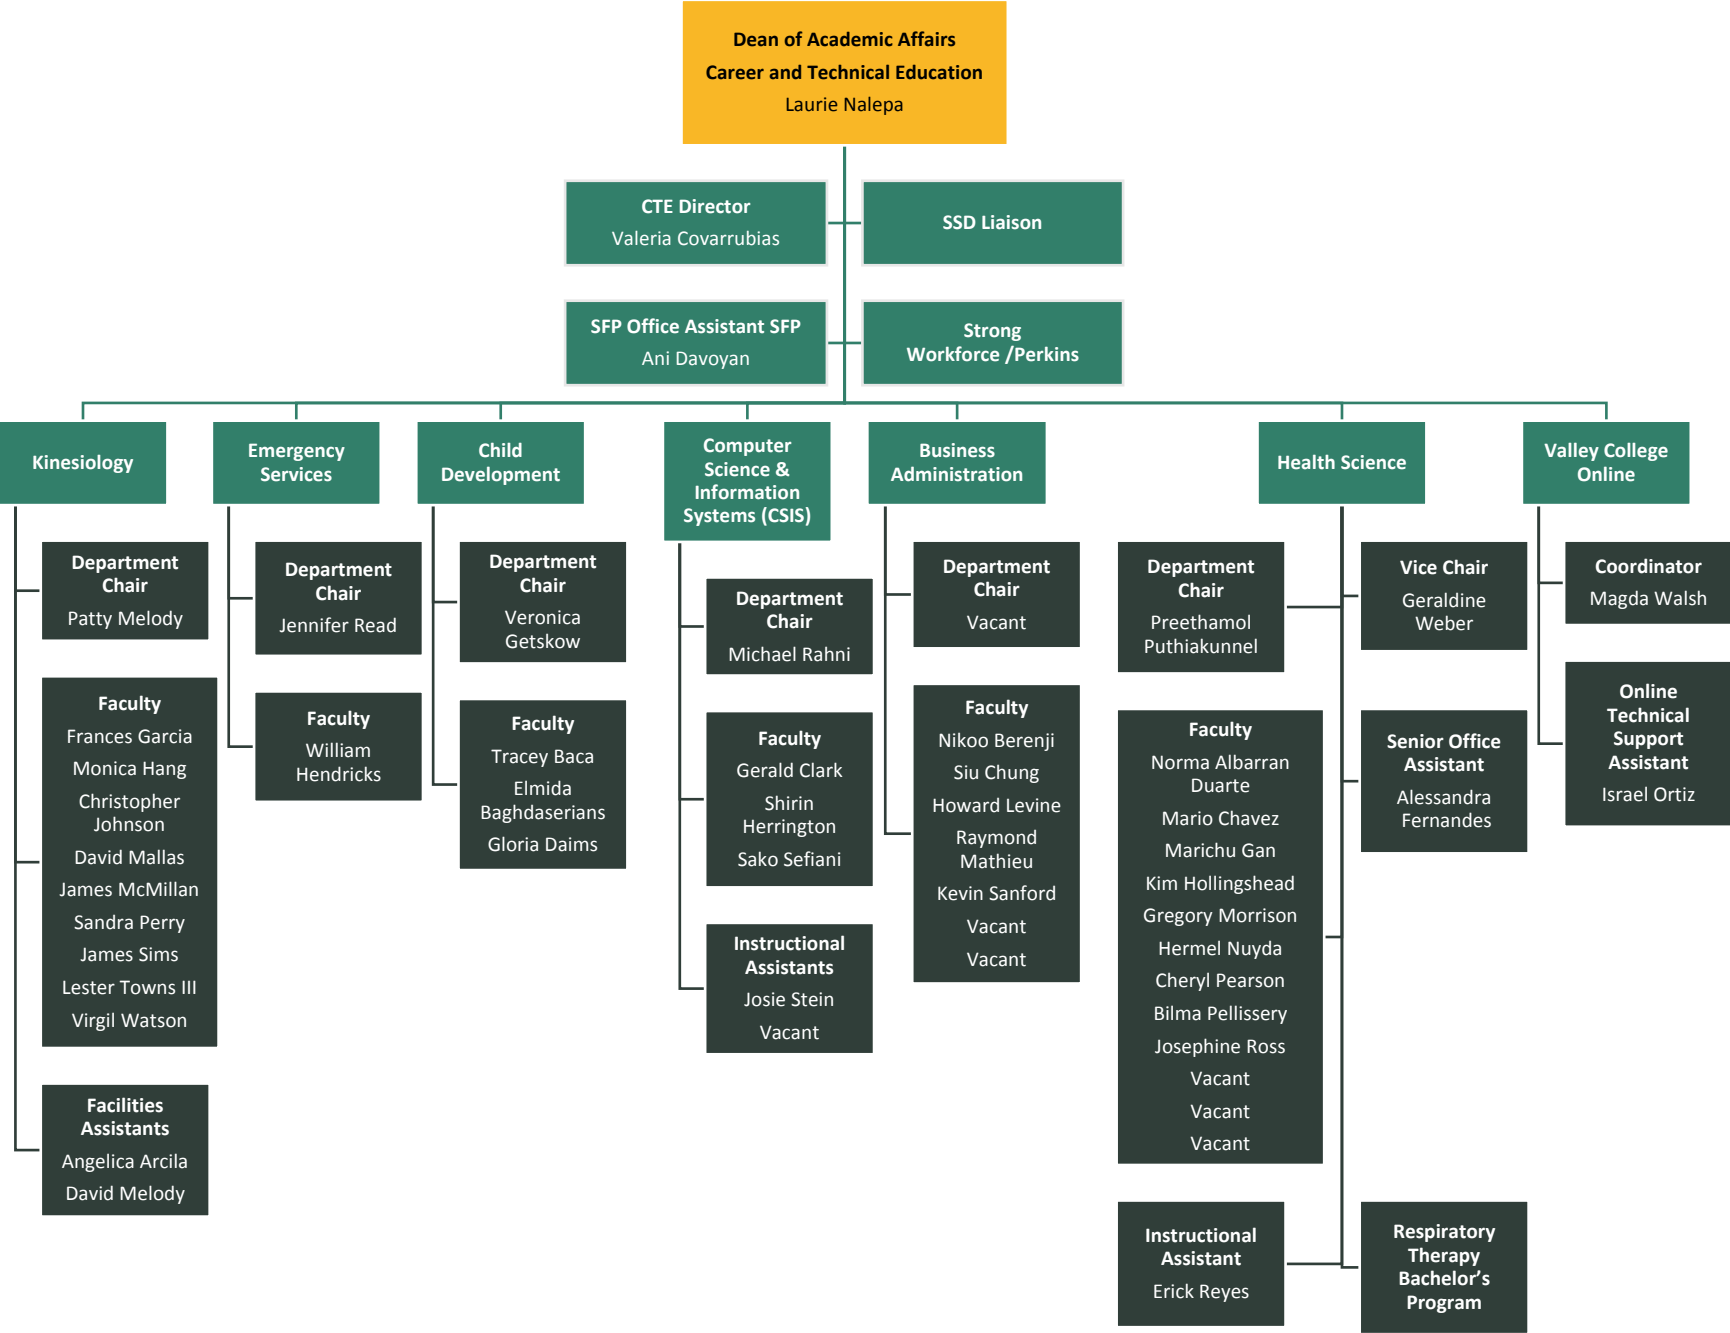 Dean of Academic Affairs
Career and Technical Education
Laurie Nalepa
CTE Director
Valeria Covarrubias
SSD Liaison
SFP Office Assistant SFP
Ani Davoyan
Strong
Workforce /Perkins
Kinesiology
Department
Chair
Patty Melody
Faculty
Frances Garcia
Monica Hang
Christopher
Johnson
David Mallas
James McMillan
Sandra Perry
James Sims
Lester Towns III
Virgil Watson
Facilities
Assistants
Angelica Arcila
David Melody
Emergency
Services
Department
Chair
Jennifer Read
Faculty
William
Hendricks
Child
Development
Department
Chair
Veronica
Getskow
Faculty
Tracey Baca
Elmida
Baghdaserians
Gloria Daims
Computer
Science &
Information
Systems (CSIS)
Department
Chair
Michael Rahni
Faculty
Gerald Clark
Shirin
Herrington
Sako Sefiani
Instructional
Assistants
Josie Stein
Vacant
Business
Administration
Department
Chair
Vacant
Faculty
Nikoo Berenji
Siu Chung
Howard Levine
Raymond
Mathieu
Kevin Sanford
Vacant
Vacant
Health Science
Department
Chair
Preethamol
Puthiakunnel
Vice Chair
Geraldine
Weber
Faculty
Norma Albarran
Duarte
Mario Chavez
Marichu Gan
Kim Hollingshead
Gregory Morrison
Hermel Nuyda
Cheryl Pearson
Bilma Pellissery
Josephine Ross
Vacant
Vacant
Vacant
Senior Office
Assistant
Alessandra
Fernandes
Instructional
Assistant
Erick Reyes
Respiratory
Therapy
Bachelor’s
Program
Valley College
Online
Coordinator
Magda Walsh
Online
Technical
Support
Assistant
Israel Ortiz